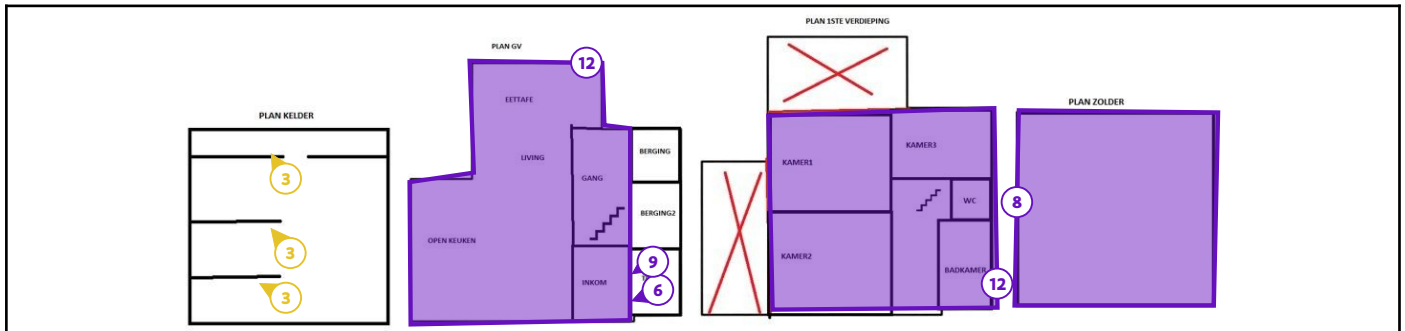 PLAN 1STE VERDIEPING
PLAN GV
12
EETTAFE
PLAN KELDER
PLAN ZOLDER
BERGING
KAMER3
LIVING
KAMER1
3
GANG
WC
8
BERGING2
OPEN KEUKEN
3
KAMER2
9
BADKAMER
INKOM
12
6
3